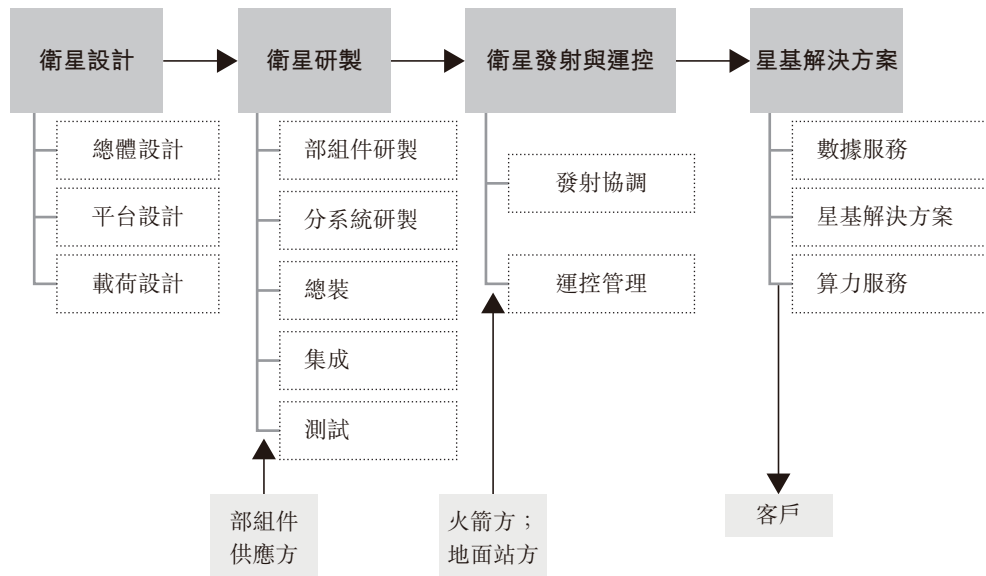 衛星設計
衛星研製
衛星發射與運控
星基解決方案
總體設計
平台設計
載荷設計
部組件研製
分系統研製
總裝
集成
測試
發射協調
運控管理
數據服務
星基解決方案
算力服務
部組件
供應方
火箭方；
地面站方
客戶